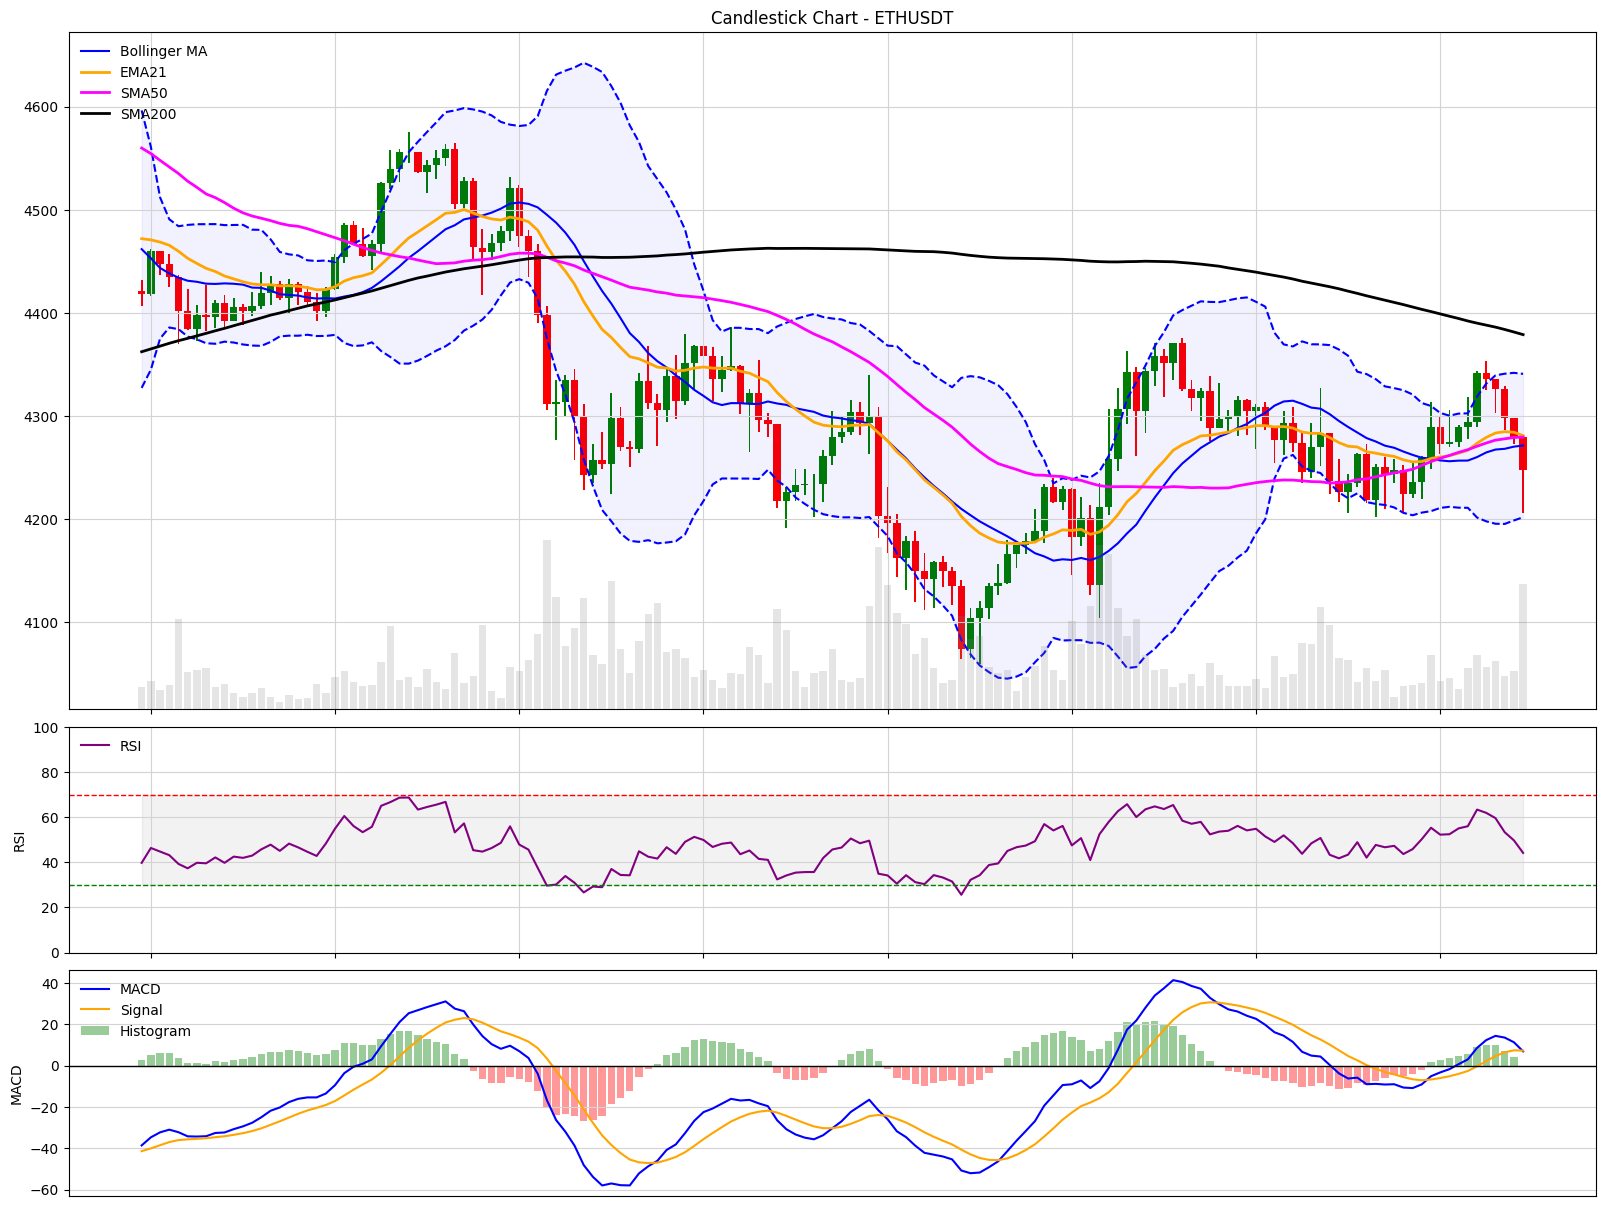 Candlestick Chart - ETHUSDT
Bollinger MA
EMA21
SMA50
SMA200
4600
4500
4400
4300
4200
4100
RSI
100
80
60
40
20
0
RSI
MACD
Signal
Histogram
40
20
0
−20
−40
−60
MACD